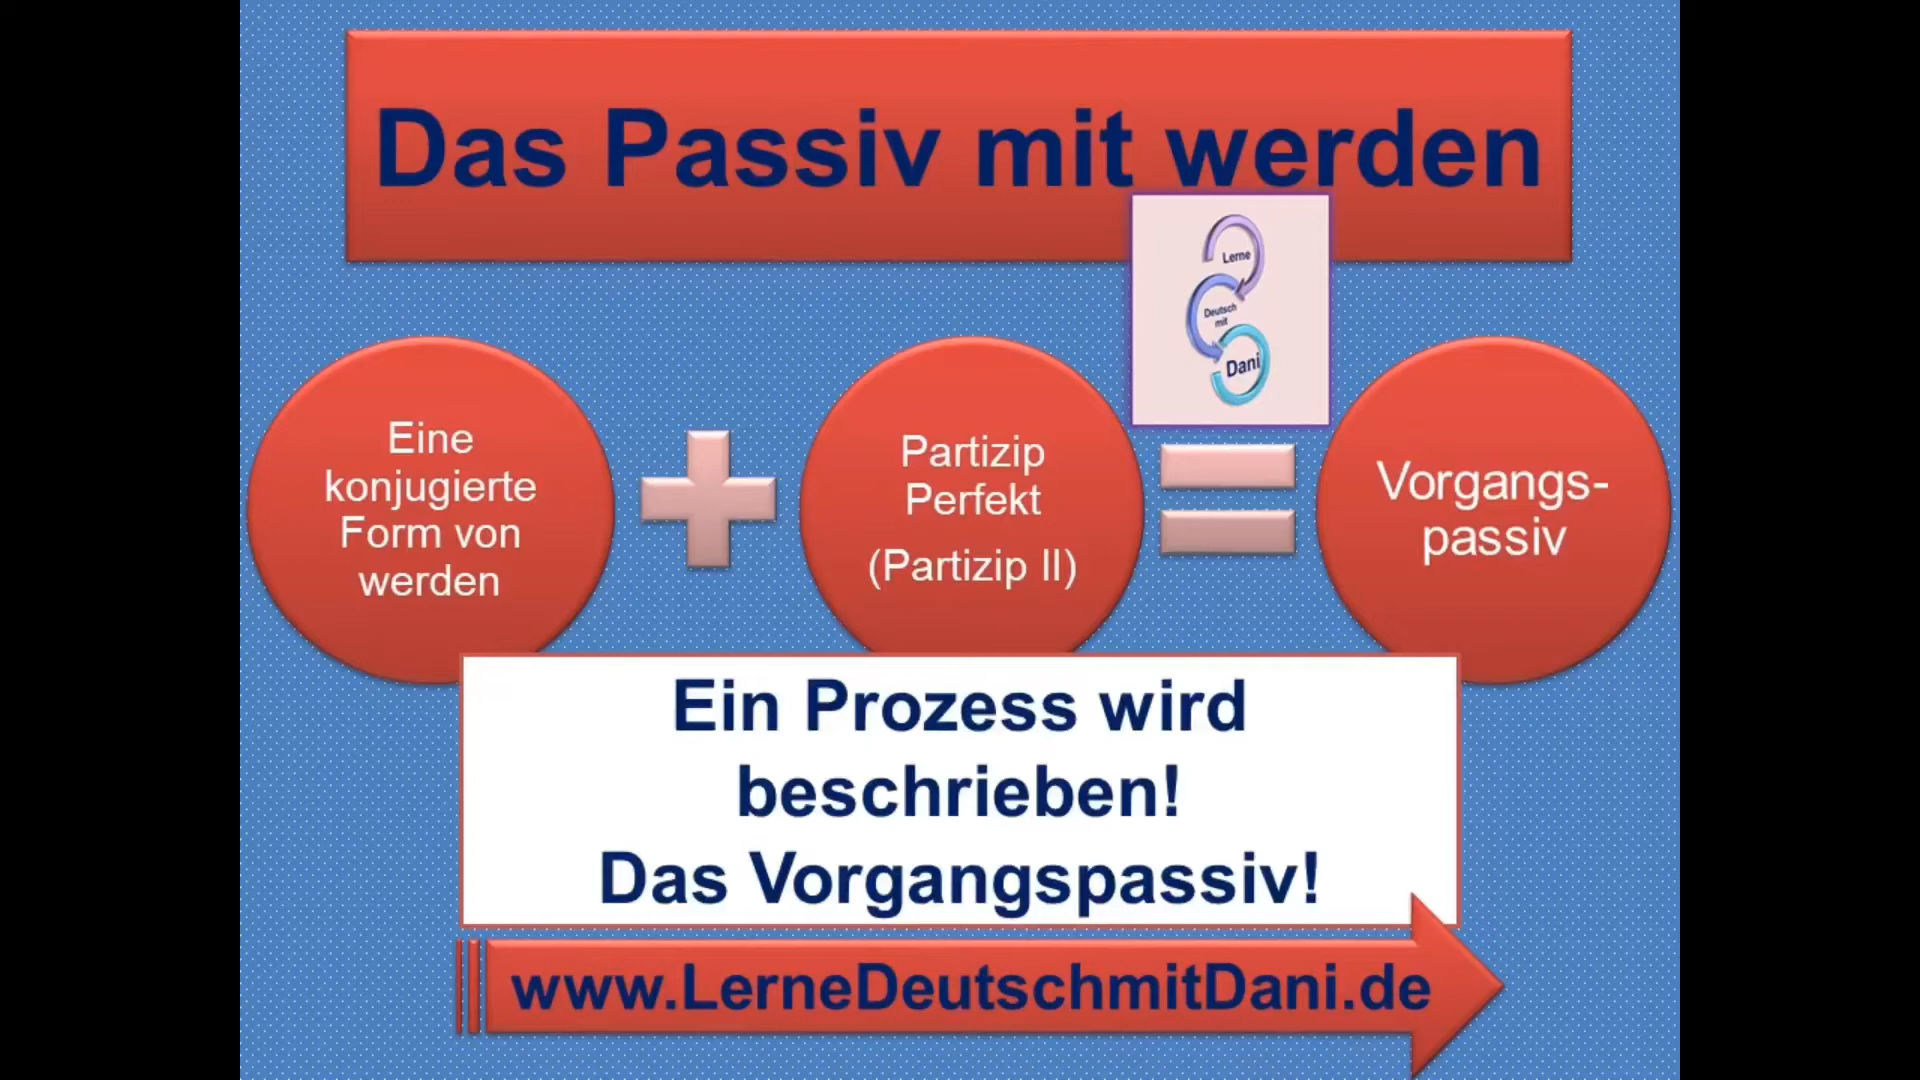 Das Passiv mit werden
Lerne
Deutsch
mit
Dani
Eine
konjugierte
Form von
werden
Partizip
Perfekt
(Partizip II)
Vorgangs-
passiv
Ein Prozess wird
beschrieben!
Das Vorgangspassiv!
www.LerneDeutschmitDani.de